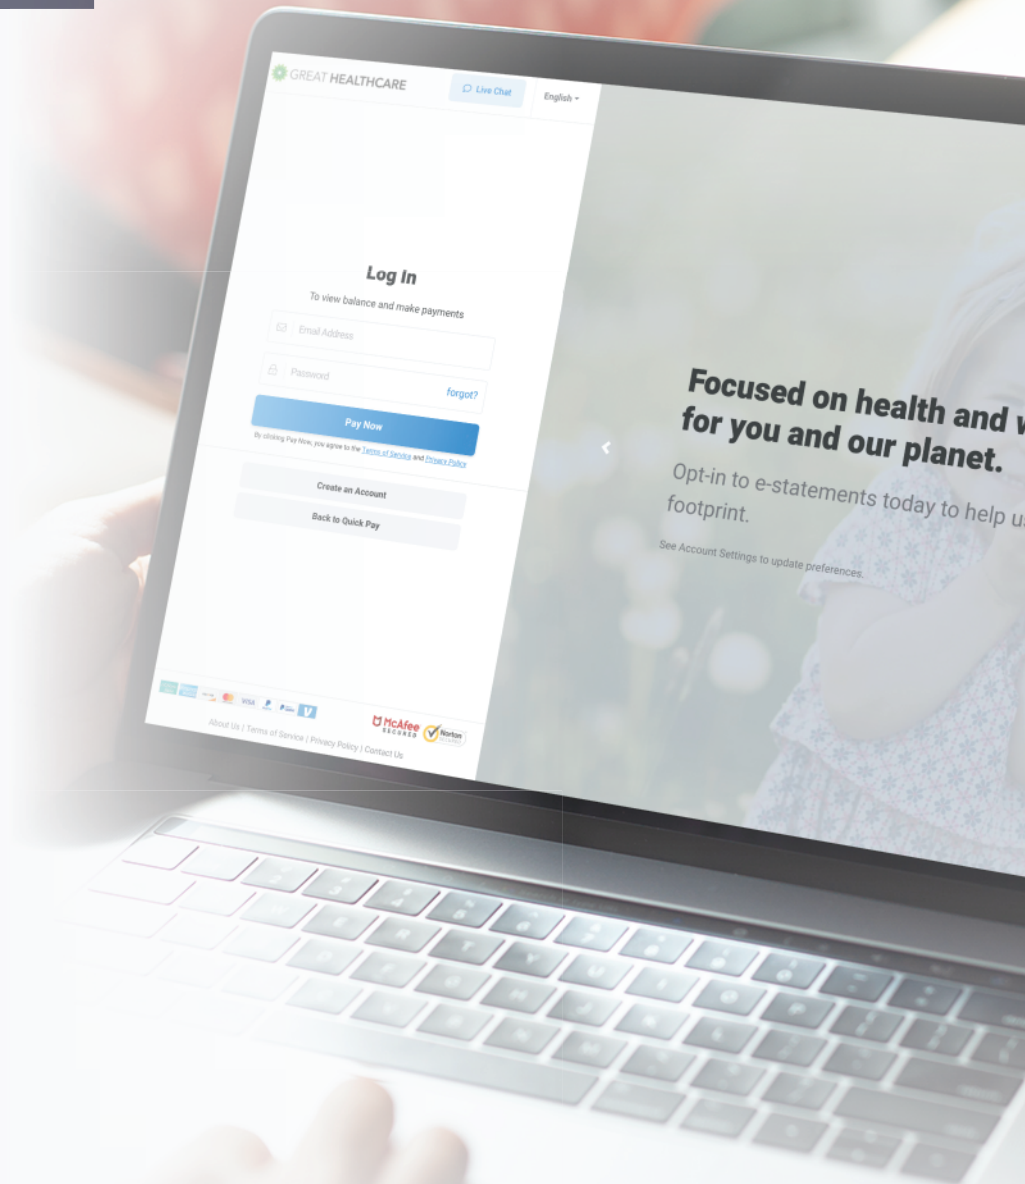 GREAT HEALTHCARE
Live Chat
English
Log In
To view balance and make payments
Email Address
Password
forgot?
Pay Now
By clicking Pay Now, you agree to the Terms of Service and Privacy Policy
Create an Account
Back to Quick Pay
VISA
McAfee
SECURED
Norton
About Us | Terms of Service | Privacy Policy | Contact Us
Focused on health and
for you and our planet.
Opt-in to e-statements today to help
footprint.
See Account Settings to update preferences.